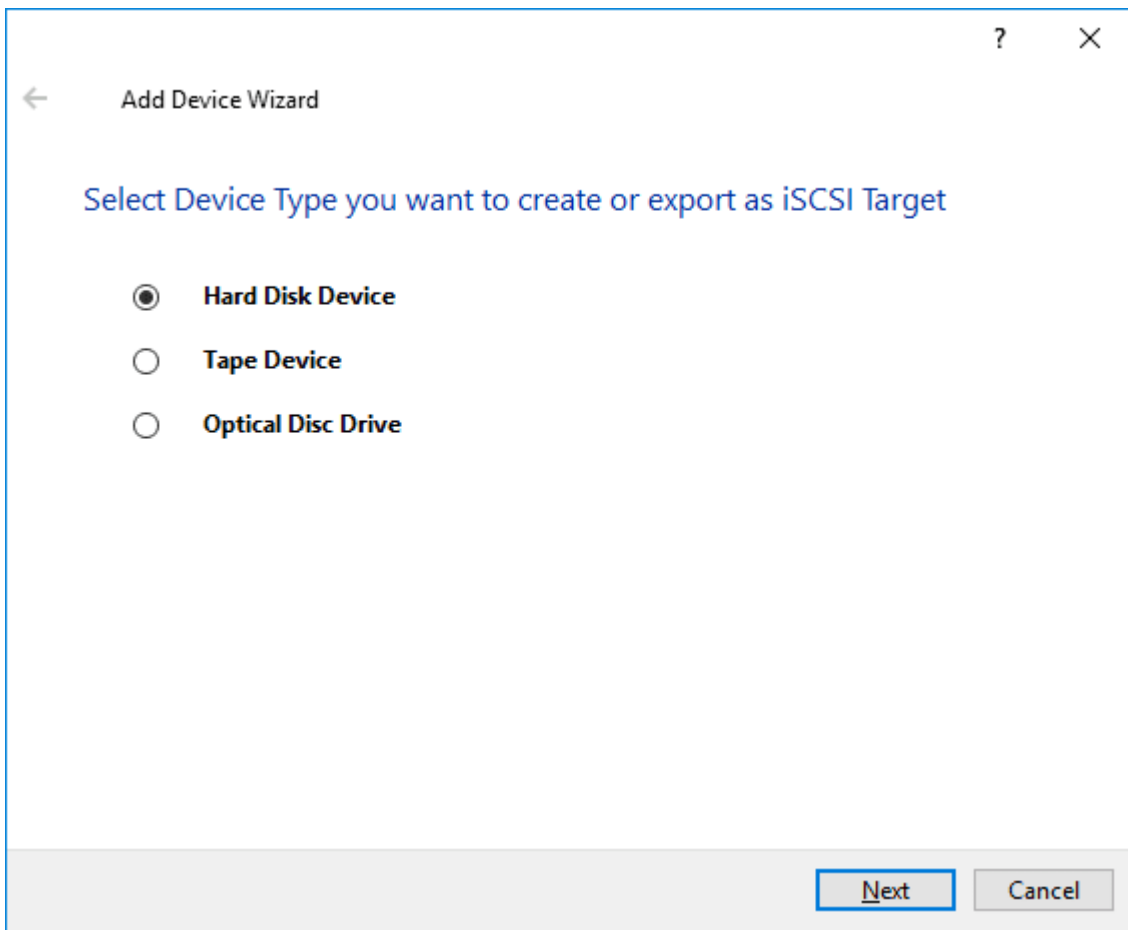 ?
Add Device Wizard
Select Device Type you want to create or export as iSCSI Target
Hard Disk Device
Tape Device
Optical Disc Drive
Next
Cancel